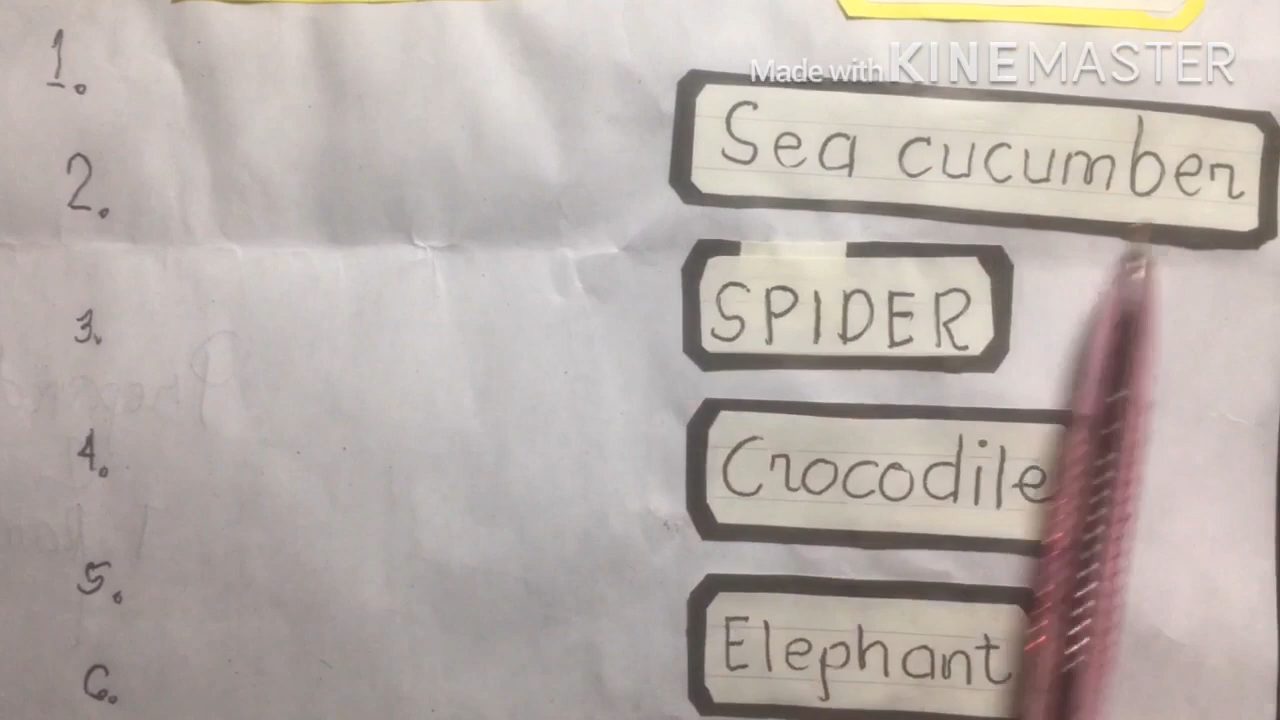 1.
Made with KINEMASTER
Sea cucumber
2.
SPIDER
3.
Crocodile
4.
5.
Elephant
6.